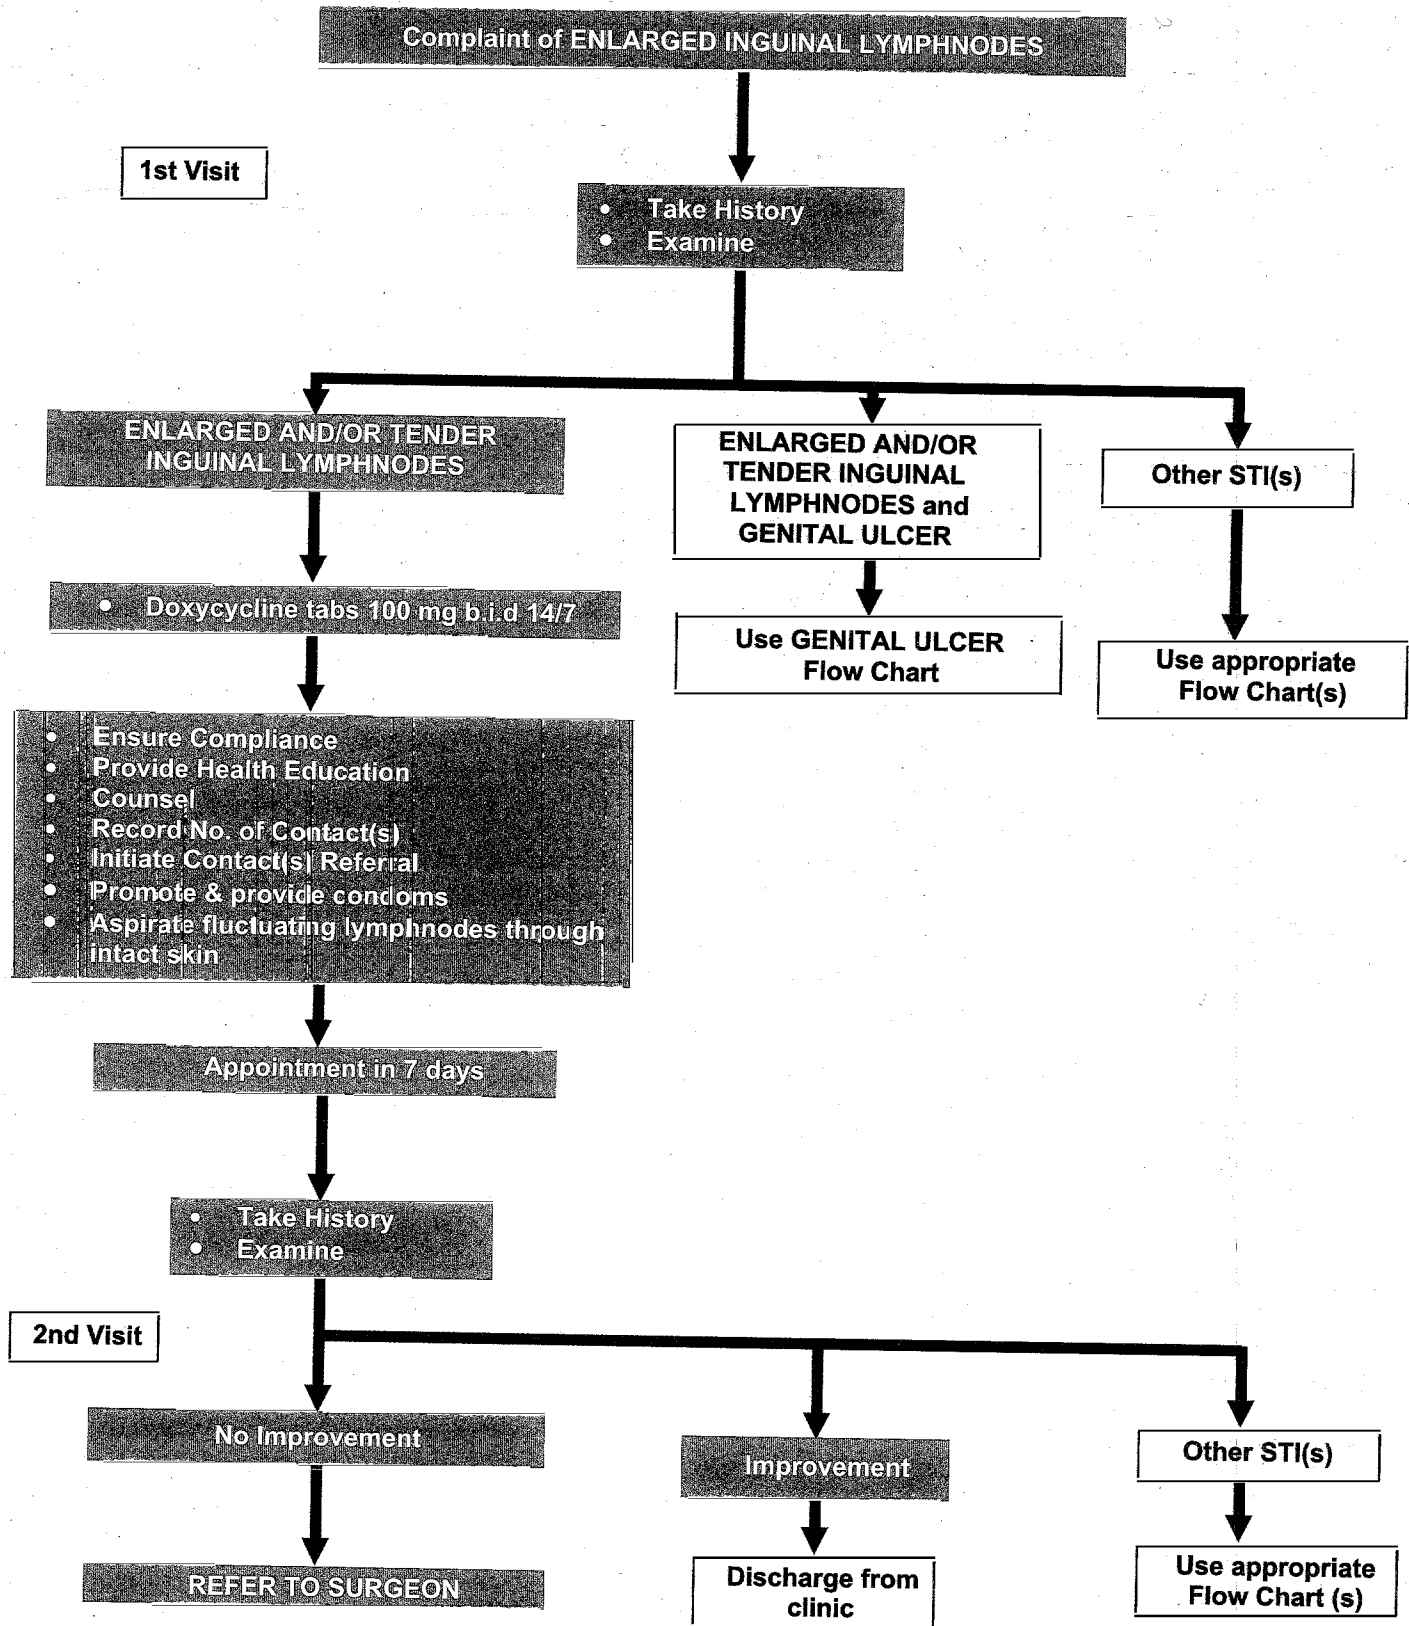 Complaint of ENLARGED INGUINAL LYMPHNODES
1st Visit
• Take History
• Examine
ENLARGED AND/OR TENDER
INGUINAL LYMPHNODES
ENLARGED AND/OR
TENDER INGUINAL
LYMPHNODES and
GENITAL ULCER
Other STI(s)
• Doxycycline tabs 100 mg b.i.d 14/7
Use GENITAL ULCER
Flow Chart
Use appropriate
Flow Chart(s)
• Ensure Compliance
• Provide Health Education
• Counsel
• Record No. of Contact(s)
• Initiate Contact(s) Referral
• Promote & provide condoms
• Aspirate fluctuating lymphnodes through
intact skin
Appointment in 7 days
• Take History
• Examine
2nd Visit
No Improvement
Improvement
Other STI(s)
REFER TO SURGEON
Discharge from
clinic
Use appropriate
Flow Chart (s)